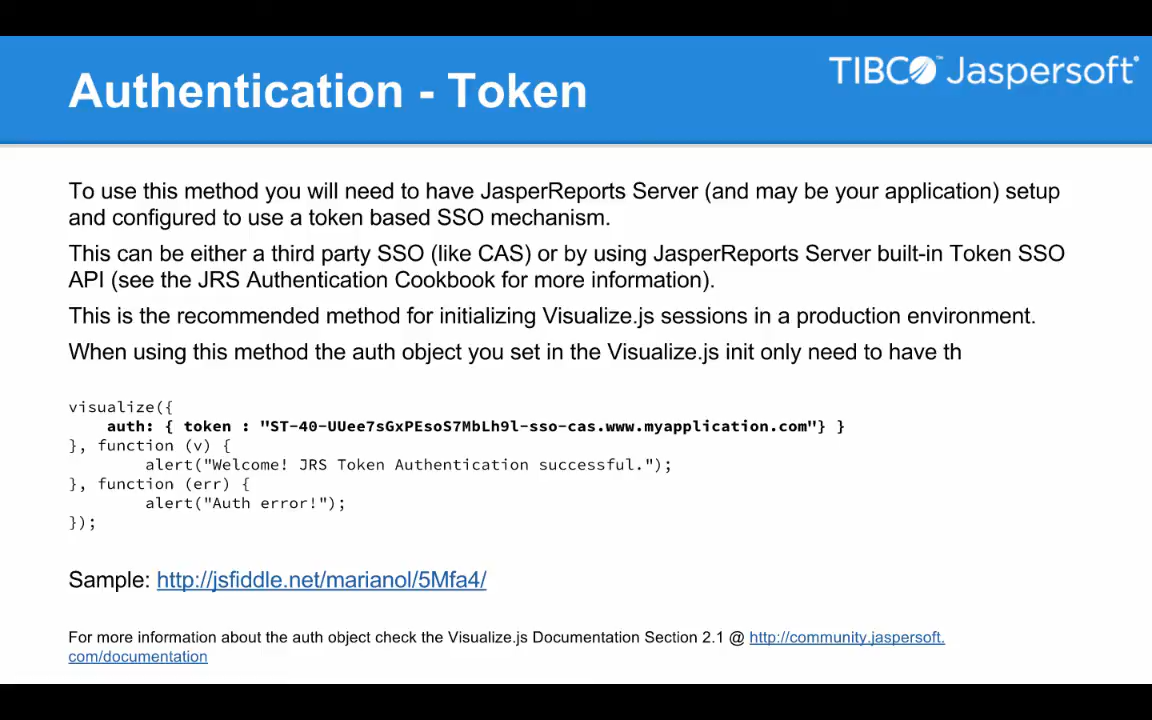 TIBCO™ Jaspersoft®
Authentication - Token
To use this method you will need to have JasperReports Server (and may be your application) setup
and configured to use a token based SSO mechanism.
This can be either a third party SSO (like CAS) or by using JasperReports Server built-in Token SSO
API (see the JRS Authentication Cookbook for more information).
This is the recommended method for initializing Visualize.js sessions in a production environment.
When using this method the auth object you set in the Visualize.js init only need to have th
visualize({
    auth: { token : "ST-40-UUee7sGxPEsoS7MbLh9l-sso-cas.www.myapplication.com"} }
}, function (v) {
        alert("Welcome! JRS Token Authentication successful.");
}, function (err) {
        alert("Auth error!");
});
Sample: http://jsfiddle.net/marianol/5Mfa4/
For more information about the auth object check the Visualize.js Documentation Section 2.1 @ http://community.jaspersoft.
com/documentation